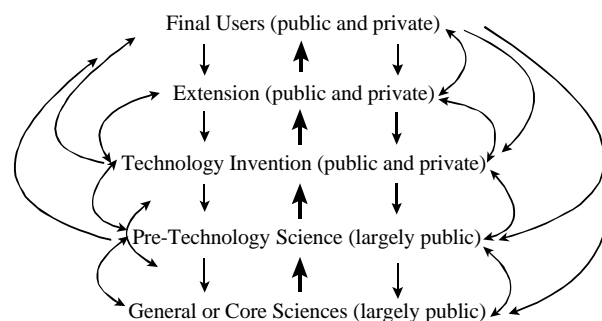 Final Users (public and private)
Extension (public and private)
Technology Invention (public and private)
Pre-Technology Science (largely public)
General or Core Sciences (largely public)